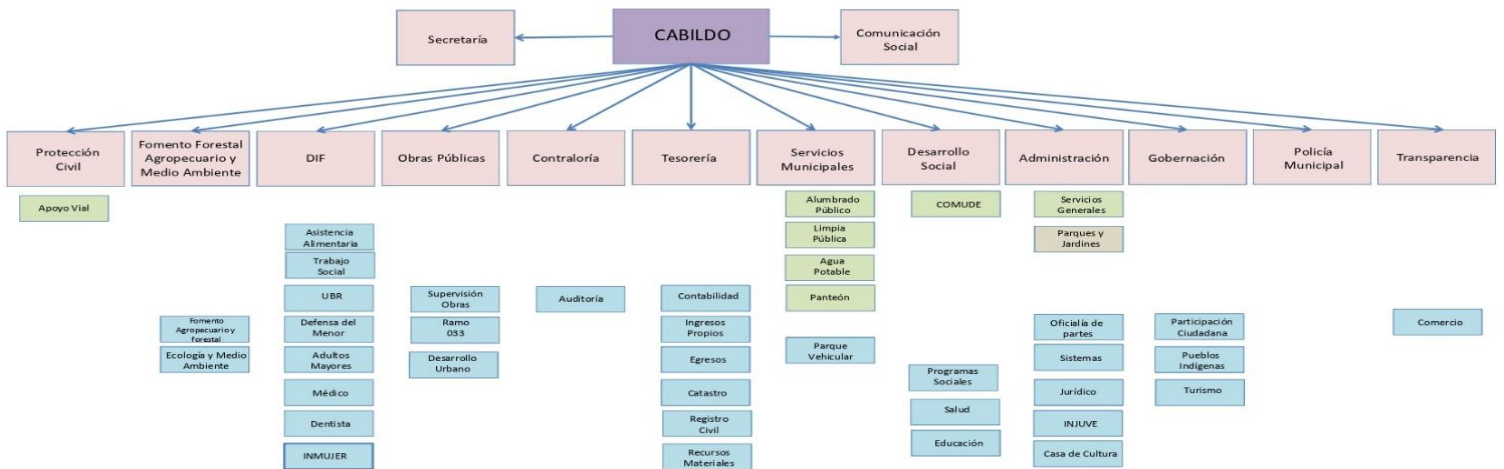 Secretaría
CABILDO
Comunicación
Social
Protección
Civil
Fomento Forestal
Agropecuario y
Medio Ambiente
DIF
Obras Públicas
Contraloría
Tesorería
Servicios
Municipales
Desarrollo
Social
Administración
Gobernación
Policía
Municipal
Transparencia
Apoyo Vial
Fomento
Agropecuario y
forestal
Ecología y Medio
Ambiente
Asistencia
Alimentaria
Trabajo
Social
UBR
Defensa del
Menor
Adultos
Mayores
Médico
Dentista
INMUJER
Supervisión
Obras
Ramo
033
Desarrollo
Urbano
Auditoría
Contabilidad
Ingresos
Propios
Egresos
Catastro
Registro
Civil
Recursos
Materiales
Alumbrado
Público
Limpia
Pública
Agua
Potable
Panteón
Parque
Vehicular
COMUDE
Programas
Sociales
Salud
Educación
Servicios
Generales
Parques y
Jardines
Oficialía de
partes
Sistemas
Jurídico
INJUVE
Casa de Cultura
Participación
Ciudadana
Pueblos
Indígenas
Turismo
Comercio